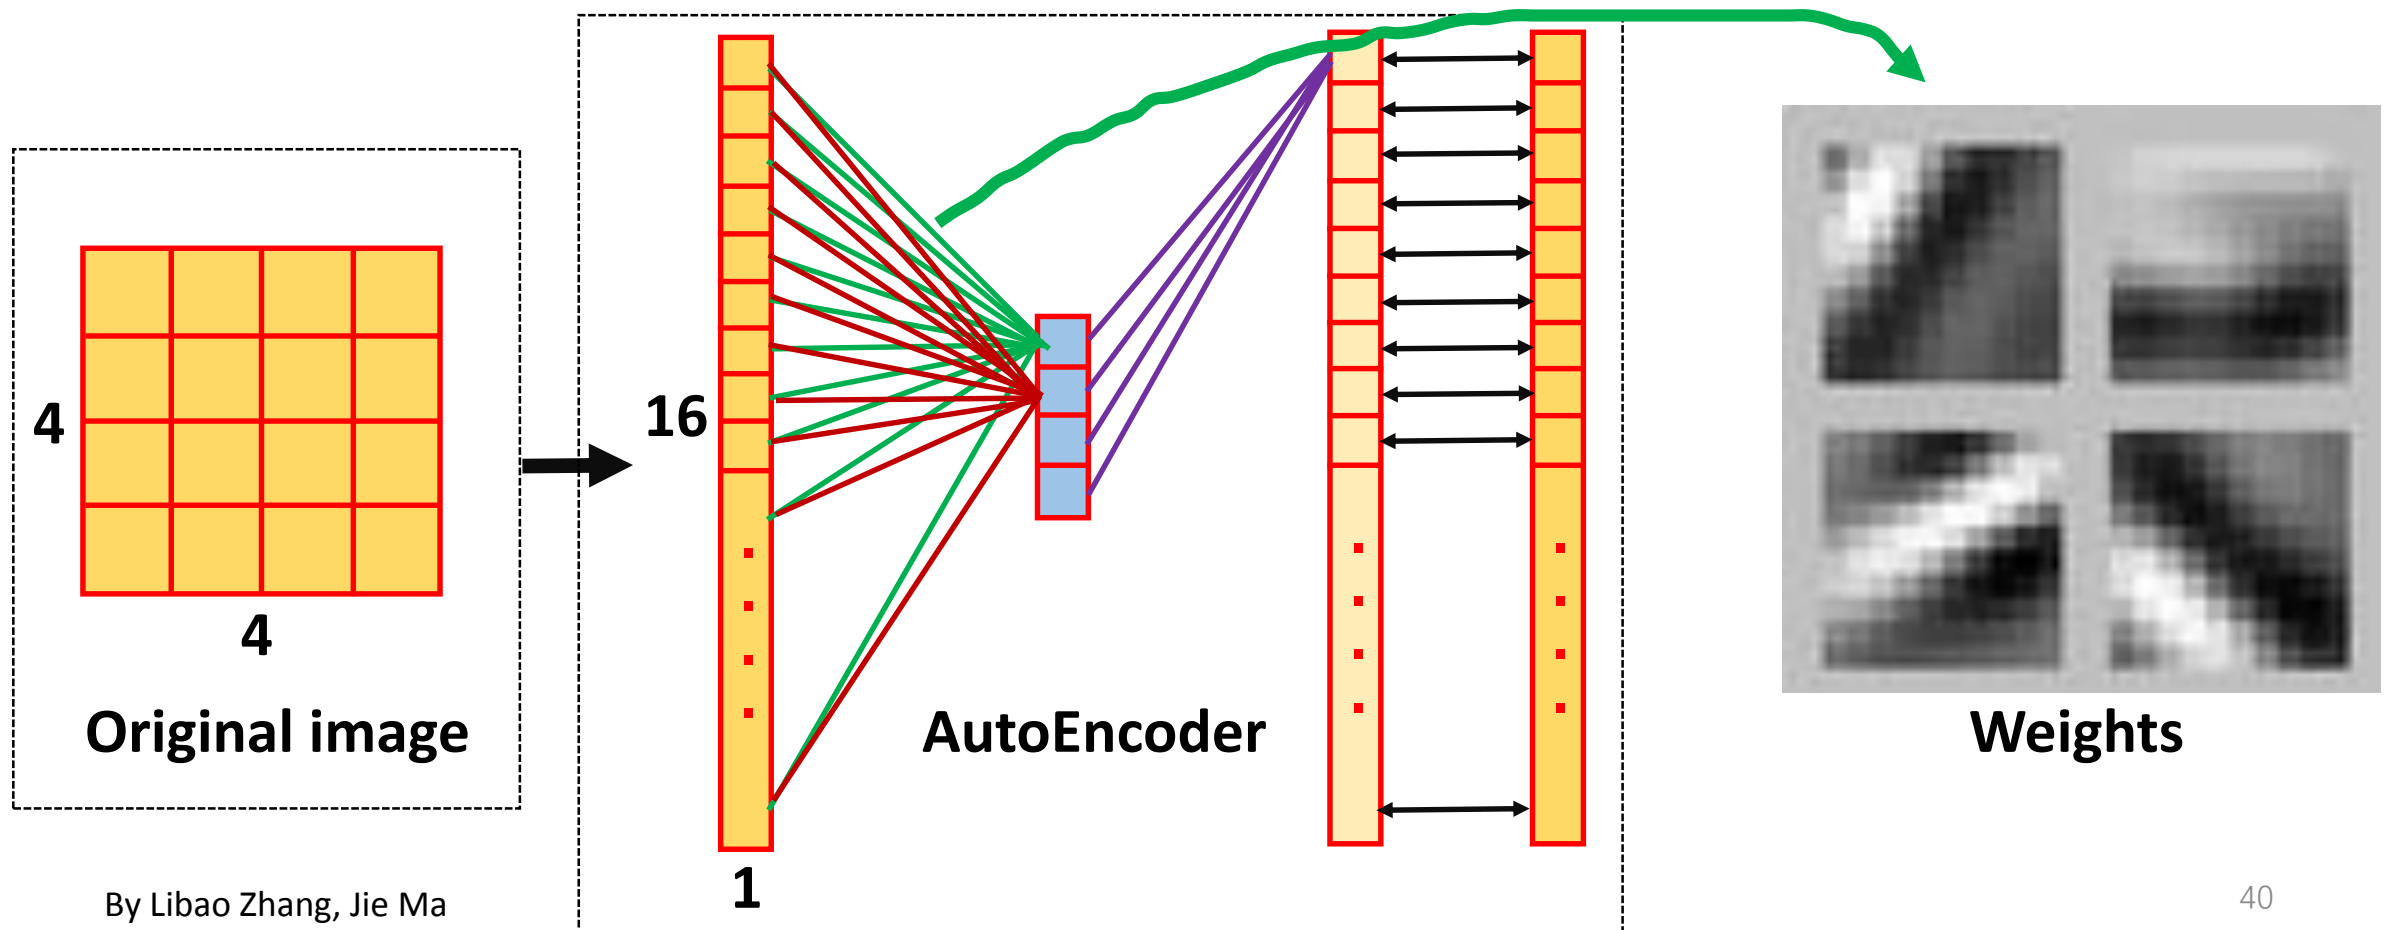 4
4
Original image
16
1
AutoEncoder
Weights
By Libao Zhang, Jie Ma
40